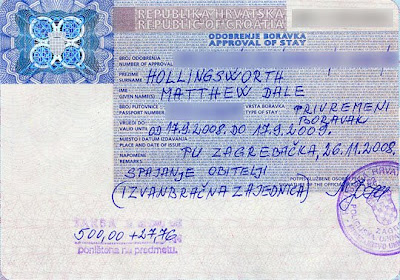 REPUBLIKA HRVATSKA
REPUBLIC OF CROATIA
ODOBRENJE BORAVKA
APPROVAL OF STAY
BROJ ODOBRENJA
NUMBER OF APPROVAL
PREZIME HOLLINGSWORTH
SURNAME
IME MATTHEW DALE
GIVEN NAME(S)
BROJ PUTOVNICE VRSTA BORAVKA PRIVREMENI
PASSPORT NUMBER TYPE OF STAY BORAVAK
VRIJEDI DO
VALID UNTIL OD 17.9.2008. DO 17.9.2009.
MJESTO I DATUM IZDAVANJA
PLACE AND DATE OF ISSUE PU ZAGREBAČKA, 26.11.2008.
NAPOMENE SPAJANJE OBITELJI
REMARKS
(IZVANBRAČNA ZAJEDNICA)
500,00 + 27,76
poništena na predmetu.